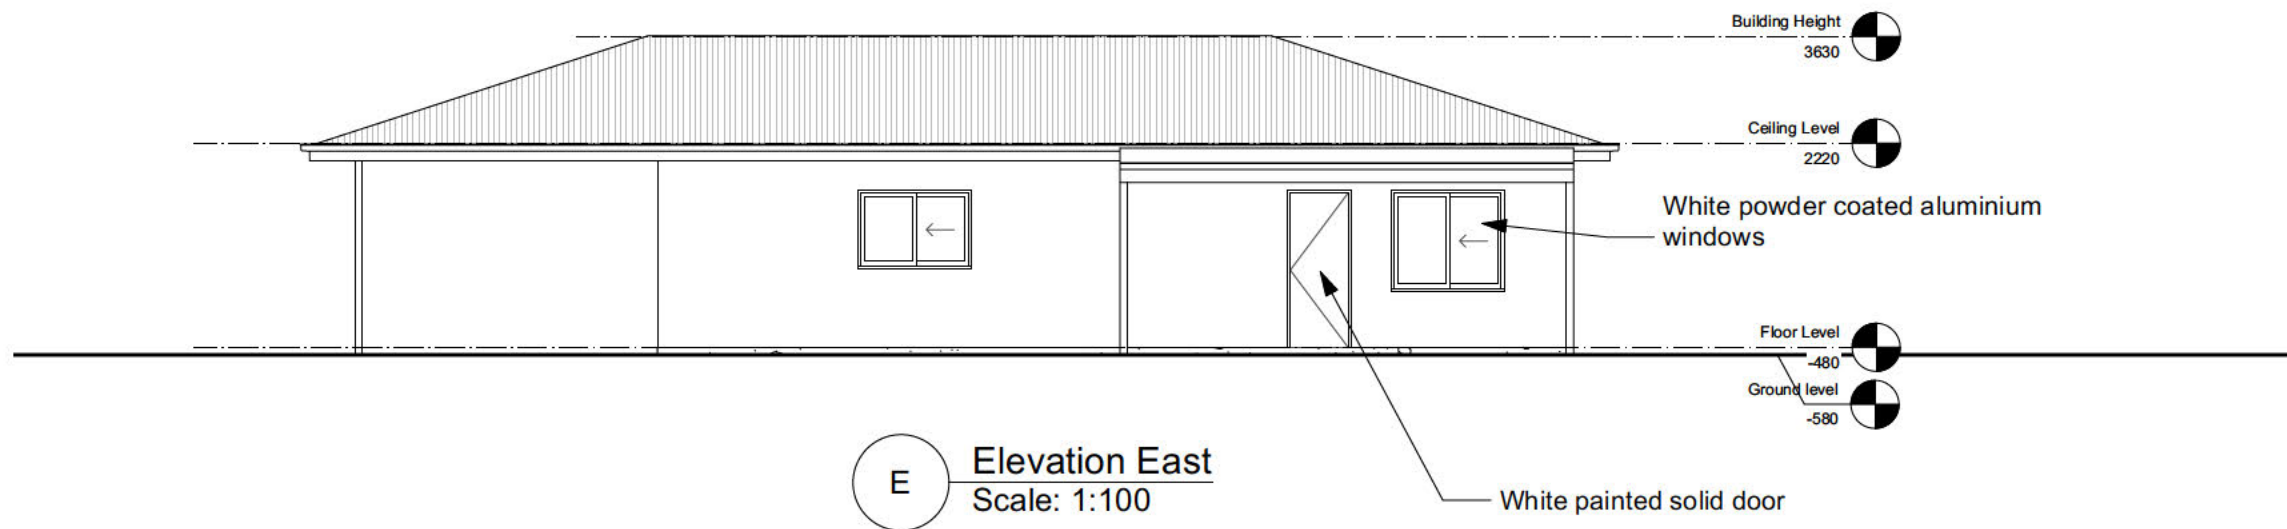 Building Height
3630
Ceiling Level
2220
White powder coated aluminium
windows
Floor Level
-480
Ground level
-580
E
Elevation East
Scale: 1:100
White painted solid door